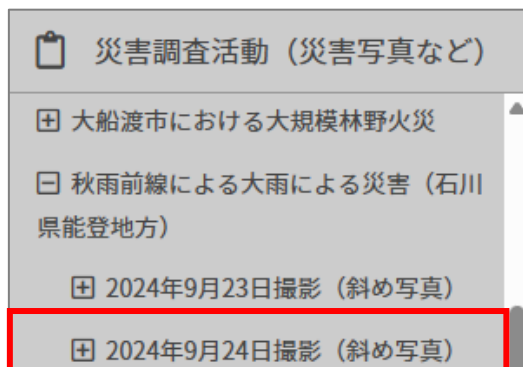 災害調査活動（災害写真など）
大船渡市における大規模林野火災
秋雨前線による大雨による災害（石川
県能登地方）
2024年9月23日撮影（斜め写真）
2024年9月24日撮影（斜め写真）